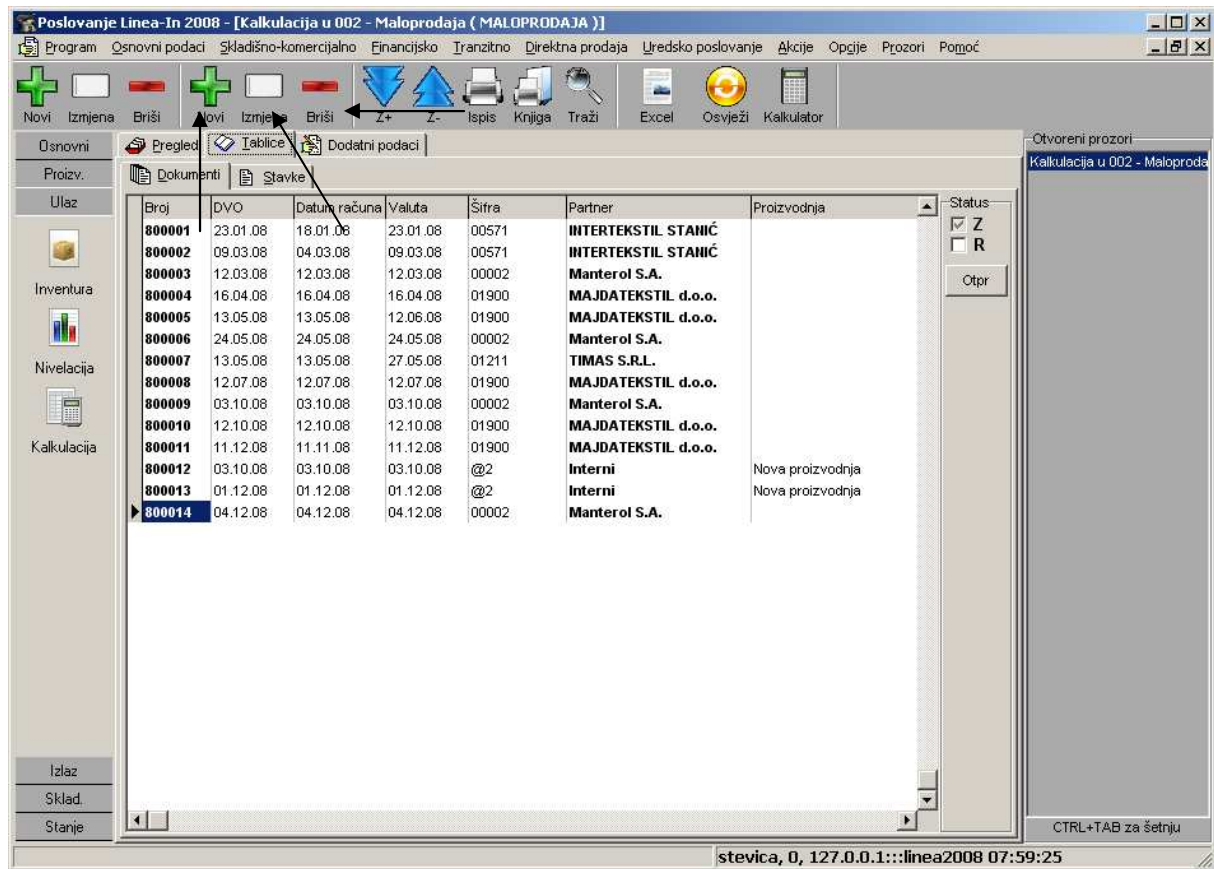 Poslovanje Linea-In 2008 - [Kalkulacija u 002 - Maloprodaja ( MALOPRODAJA )]
Program Osnovni podaci Skladišno-komercijalno Financijsko Tranzitno Direktna prodaja Uredsko poslovanje Akcije Opcije Prozori Pomoć
Novi Izmjena Briši Novi Izmjena Briši Z+ Z- Ispis Knjiga Traži Excel Osvježi Kalkulator
Osnovni
Proizv.
Ulaz
Inventura
Nivelacija
Kalkulacija
Izlaz
Sklad.
Stanje
Pregled Tablice Dodatni podaci
Dokumenti Stavke
Broj DVO Datum računa Valuta Šifra Partner Proizvodnja
800001 23.01.08 18.01.08 23.01.08 00571 INTERTEKSTIL STANIĆ
800002 09.03.08 04.03.08 09.03.08 00571 INTERTEKSTIL STANIĆ
800003 12.03.08 12.03.08 12.03.08 00002 Manterol S.A.
800004 16.04.08 16.04.08 16.04.08 01900 MAJDATEKSTIL d.o.o.
800005 13.05.08 13.05.08 12.06.08 01900 MAJDATEKSTIL d.o.o.
800006 24.05.08 24.05.08 24.05.08 00002 Manterol S.A.
800007 13.05.08 13.05.08 27.05.08 01211 TIMAS S.R.L.
800008 12.07.08 12.07.08 12.07.08 01900 MAJDATEKSTIL d.o.o.
800009 03.10.08 03.10.08 03.10.08 00002 Manterol S.A.
800010 12.10.08 12.10.08 12.10.08 01900 MAJDATEKSTIL d.o.o.
800011 11.12.08 11.11.08 11.12.08 01900 MAJDATEKSTIL d.o.o.
800012 03.10.08 03.10.08 03.10.08 @2 Interni Nova proizvodnja
800013 01.12.08 01.12.08 01.12.08 @2 Interni Nova proizvodnja
800014 04.12.08 04.12.08 04.12.08 00002 Manterol S.A.
Status
Z
R
Otpr
Otvoreni prozori
Kalkulacija u 002 - Maloproda
CTRL+TAB za šetnju
stevica, 0, 127.0.0.1:::linea2008 07:59:25